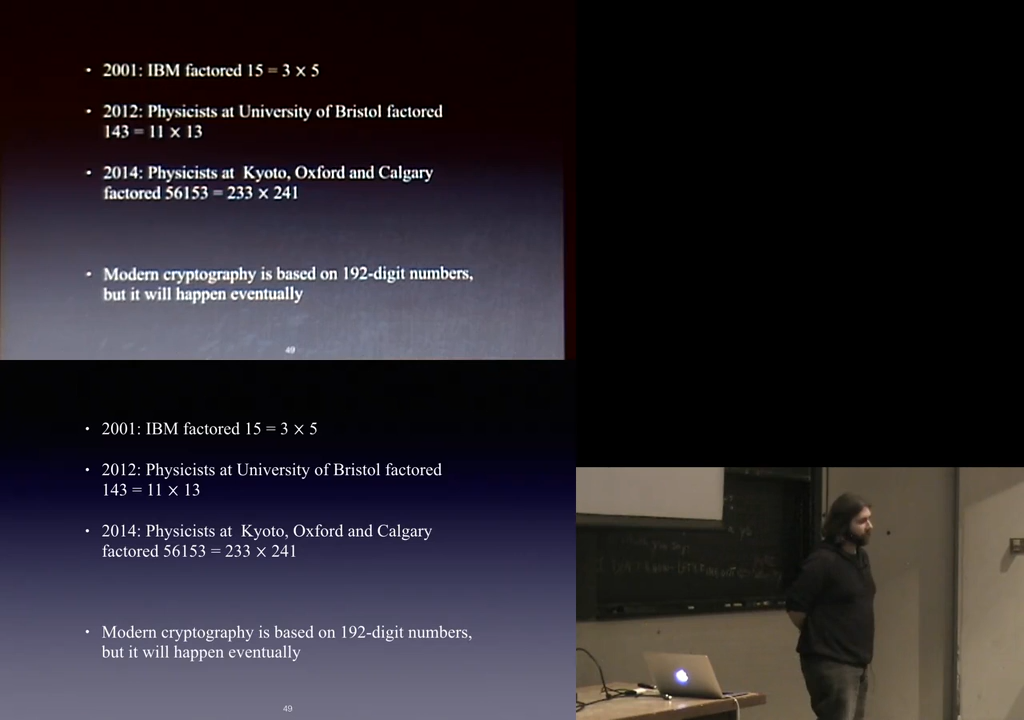 • 2001: IBM factored 15 = 3 × 5
• 2012: Physicists at University of Bristol factored
143 = 11 × 13
• 2014: Physicists at Kyoto, Oxford and Calgary
factored 56153 = 233 × 241
• Modern cryptography is based on 192-digit numbers,
but it will happen eventually
49
• 2001: IBM factored 15 = 3 × 5
• 2012: Physicists at University of Bristol factored
143 = 11 × 13
• 2014: Physicists at Kyoto, Oxford and Calgary
factored 56153 = 233 × 241
• Modern cryptography is based on 192-digit numbers,
but it will happen eventually
49